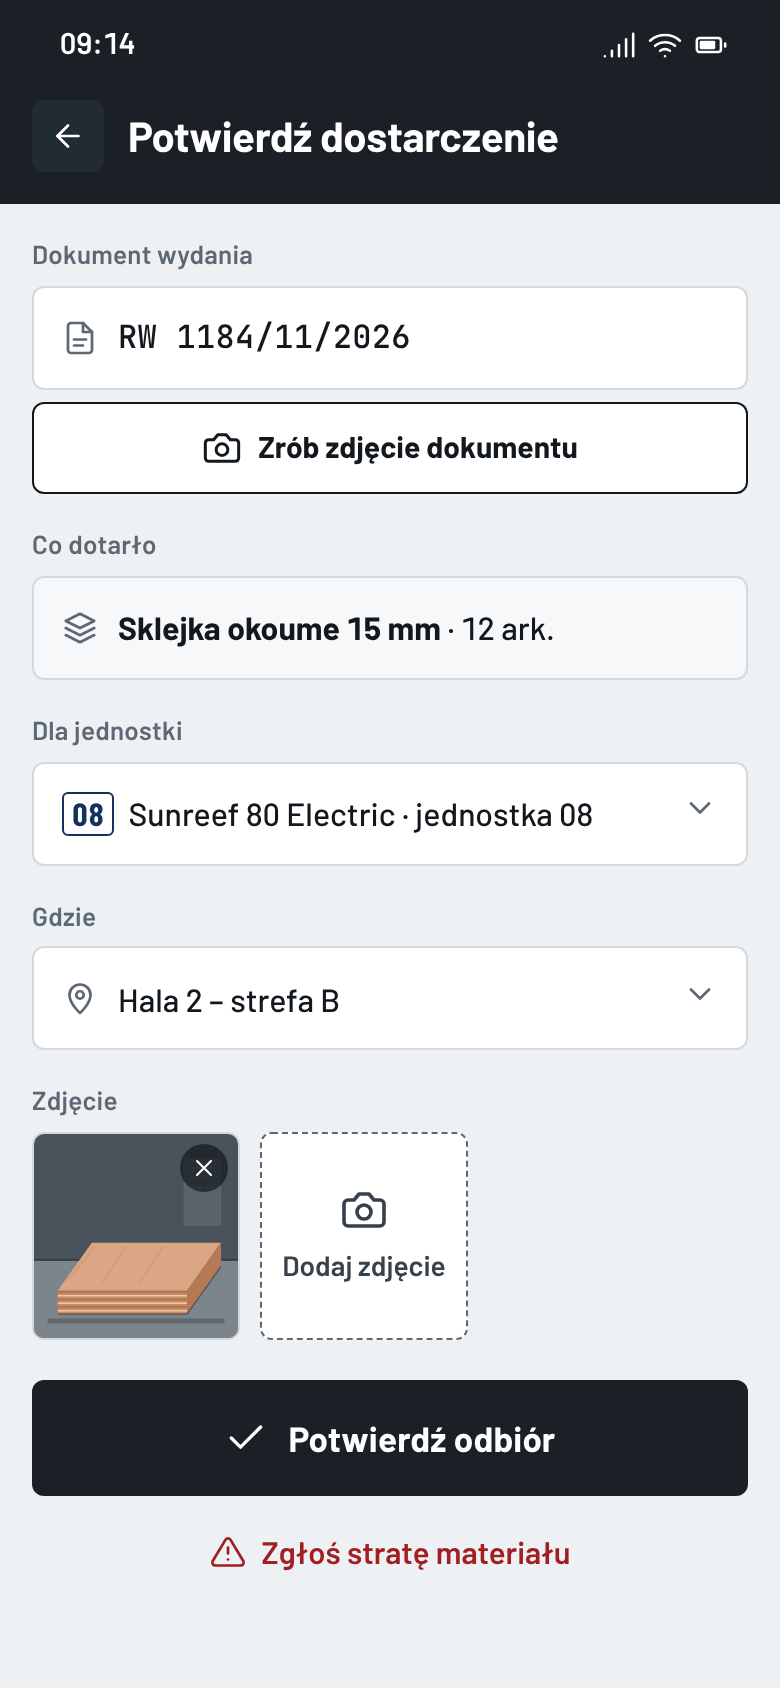 09:14
Potwierdź dostarczenie
Dokument wydania
RW 1184/11/2026
Zrób zdjęcie dokumentu
Co dotarło
Sklejka okoume 15 mm · 12 ark.
Dla jednostki
08 Sunreef 80 Electric · jednostka 08
Gdzie
Hala 2 – strefa B
Zdjęcie
Dodaj zdjęcie
Potwierdź odbiór
Zgłoś stratę materiału